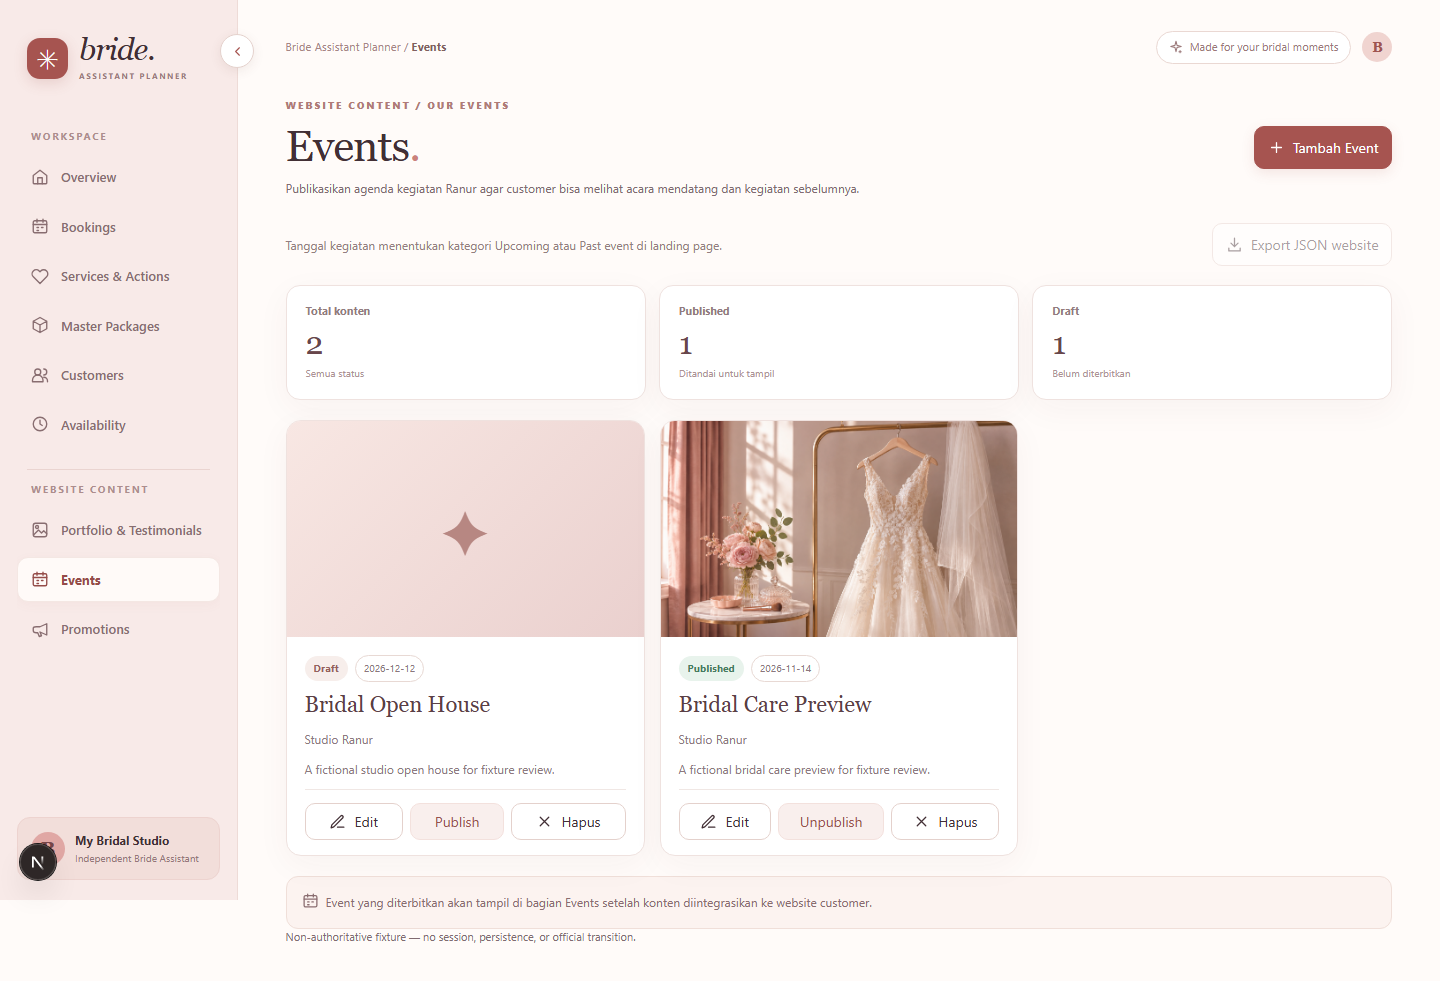 bride.
ASSISTANT PLANNER
WORKSPACE
Overview
Bookings
Services & Actions
Master Packages
Customers
Availability
WEBSITE CONTENT
Portfolio & Testimonials
Events
Promotions
My Bridal Studio
Independent Bride Assistant
N
Bride Assistant Planner / Events
Made for your bridal moments
B
WEBSITE CONTENT / OUR EVENTS
Events.
Tambah Event
Publikasikan agenda kegiatan Ranur agar customer bisa melihat acara mendatang dan kegiatan sebelumnya.
Tanggal kegiatan menentukan kategori Upcoming atau Past event di landing page.
Export JSON website
Total konten
2
Semua status
Published
1
Ditandai untuk tampil
Draft
1
Belum diterbitkan
Draft
2026-12-12
Bridal Open House
Studio Ranur
A fictional studio open house for fixture review.
Edit
Publish
Hapus
Published
2026-11-14
Bridal Care Preview
Studio Ranur
A fictional bridal care preview for fixture review.
Edit
Unpublish
Hapus
Event yang diterbitkan akan tampil di bagian Events setelah konten diintegrasikan ke website customer.
Non-authoritative fixture — no session, persistence, or official transition.